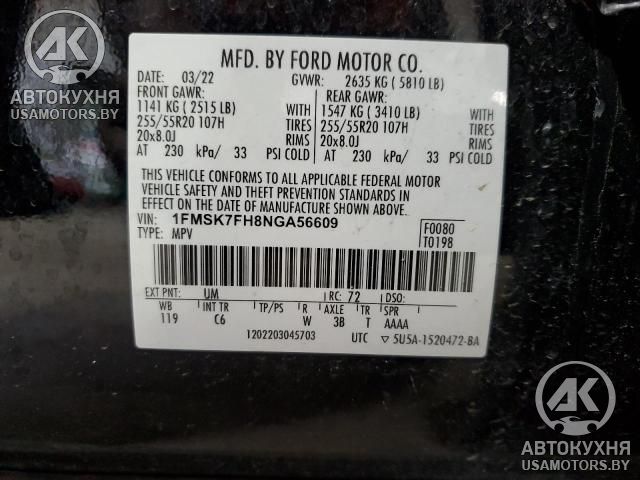 MFD. BY FORD MOTOR CO.
DATE: 03/22 GVWR: 2635 KG ( 5810 LB)
FRONT GAWR: REAR GAWR:
1141 KG ( 2515 LB) WITH 1547 KG ( 3410 LB) WITH
255/55R20 107H TIRES 255/55R20 107H TIRES
20x8.0J RIMS 20x8.0J RIMS
AT 230 kPa/ 33 PSI COLD AT 230 kPa/ 33 PSI COLD
THIS VEHICLE CONFORMS TO ALL APPLICABLE FEDERAL MOTOR
VEHICLE SAFETY AND THEFT PREVENTION STANDARDS IN
EFFECT ON THE DATE OF MANUFACTURE SHOWN ABOVE.
VIN: 1FMSK7FH8NGA56609 F0080
TYPE: MPV T0198
EXT PNT: UM RC: 72 DSO:
WB INT TR TP/PS R AXLE TR SPR
119 C6 W 3B T AAAA
1202203045703 UTC ▽ 5U5A-1520472-BA
AK
АВТОКУХНЯ
USAMOTORS.BY
AK
АВТОКУХНЯ
USAMOTORS.BY